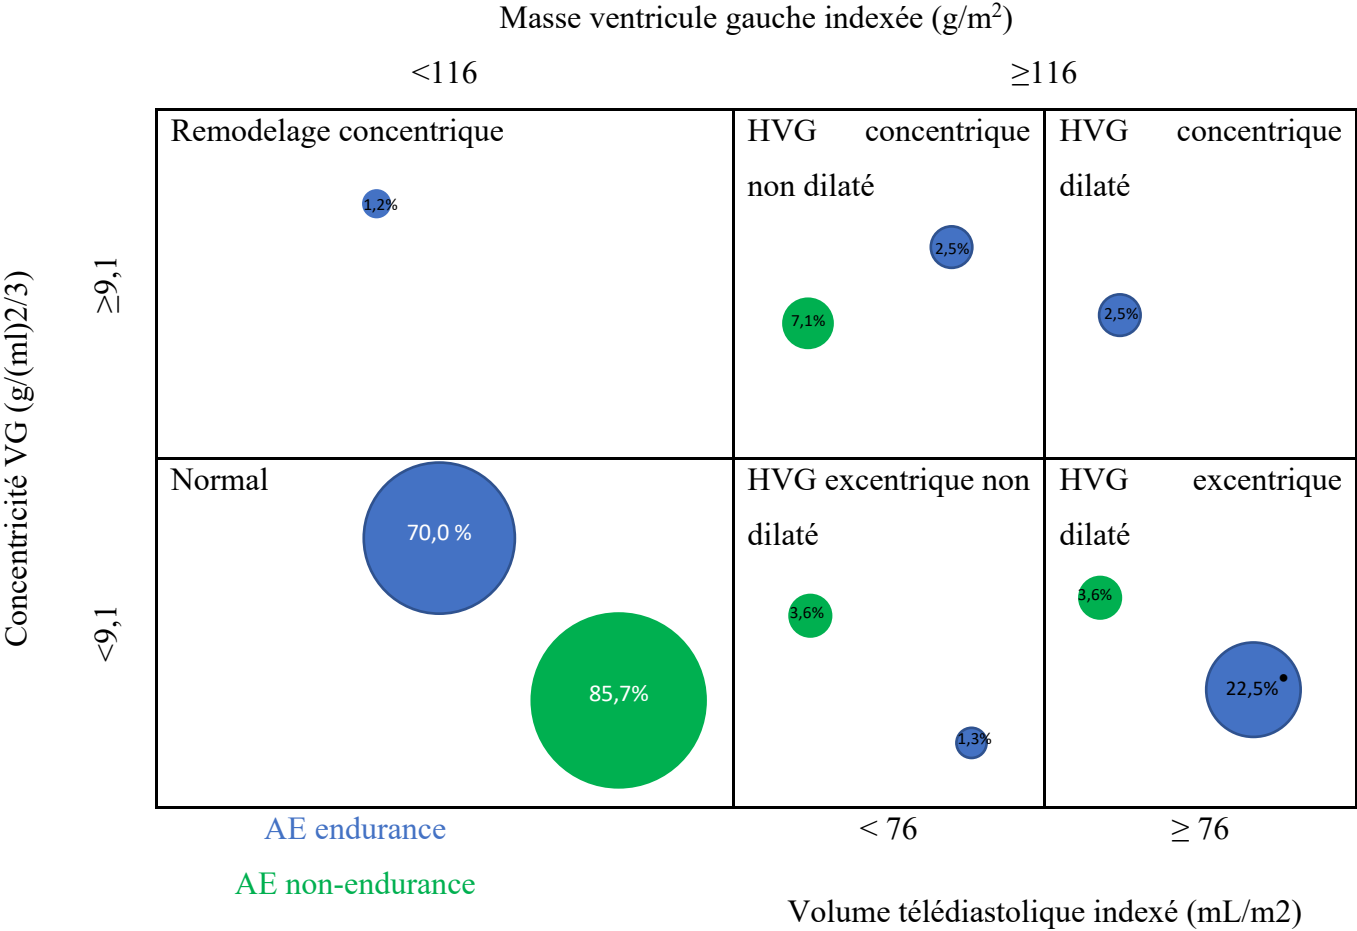 Masse ventricule gauche indexée (g/m²)
<116
≥116
Concentricité VG (g/(ml)2/3)
≥9,1
<9,1
Remodelage concentrique
1,2%
HVG concentrique
non dilaté
2,5%
7,1%
HVG concentrique
dilaté
2,5%
Normal
70,0 %
85,7%
HVG excentrique non
dilaté
3,6%
1,3%
HVG excentrique
dilaté
3,6%
22,5%•
AE endurance
AE non-endurance
< 76
≥ 76
Volume télédiastolique indexé (mL/m2)